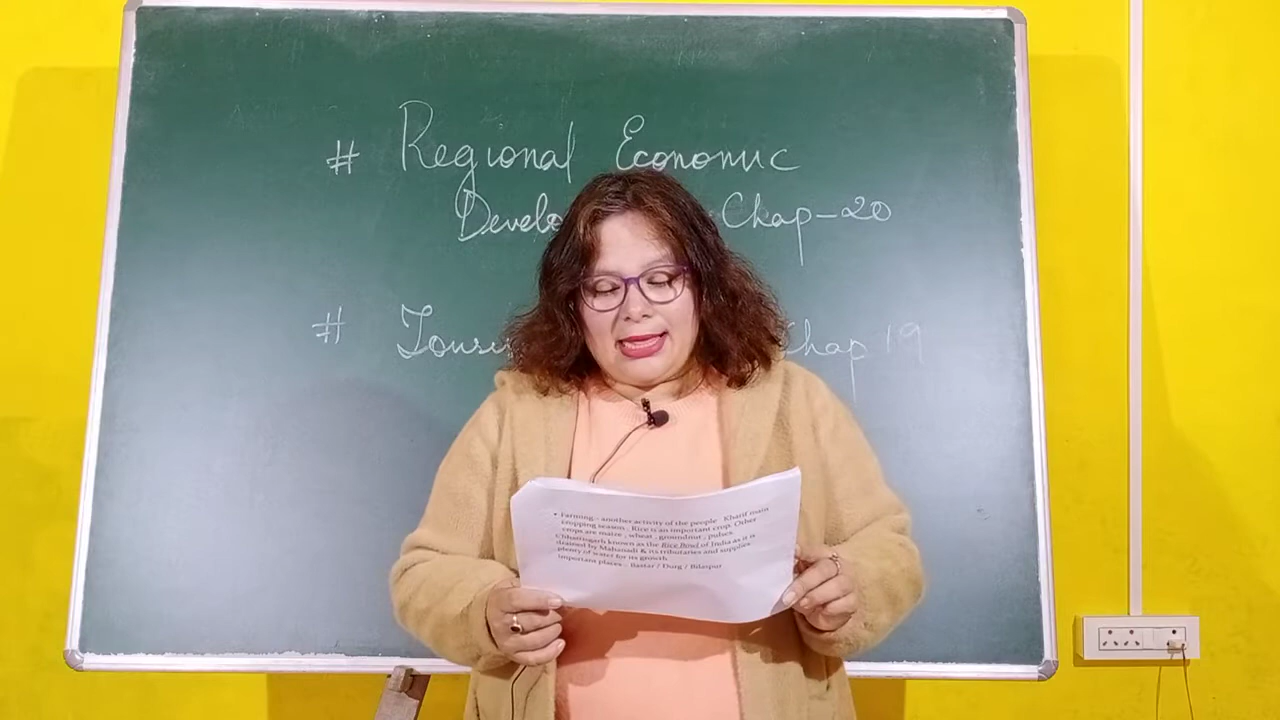 # Regional Economic
Develo Chap-20
# Touris Chap 19
• Farming - another activity of the people Kharif main
cropping season. Rice is an important crop. Other
crops are maize, wheat, groundnut, pulses.
Chhattisgarh known as the Rice Bowl of India as it is
drained by Mahanadi & its tributaries and supplies
plenty of water for its growth.
Important places - Bastar / Durg / Bilaspur